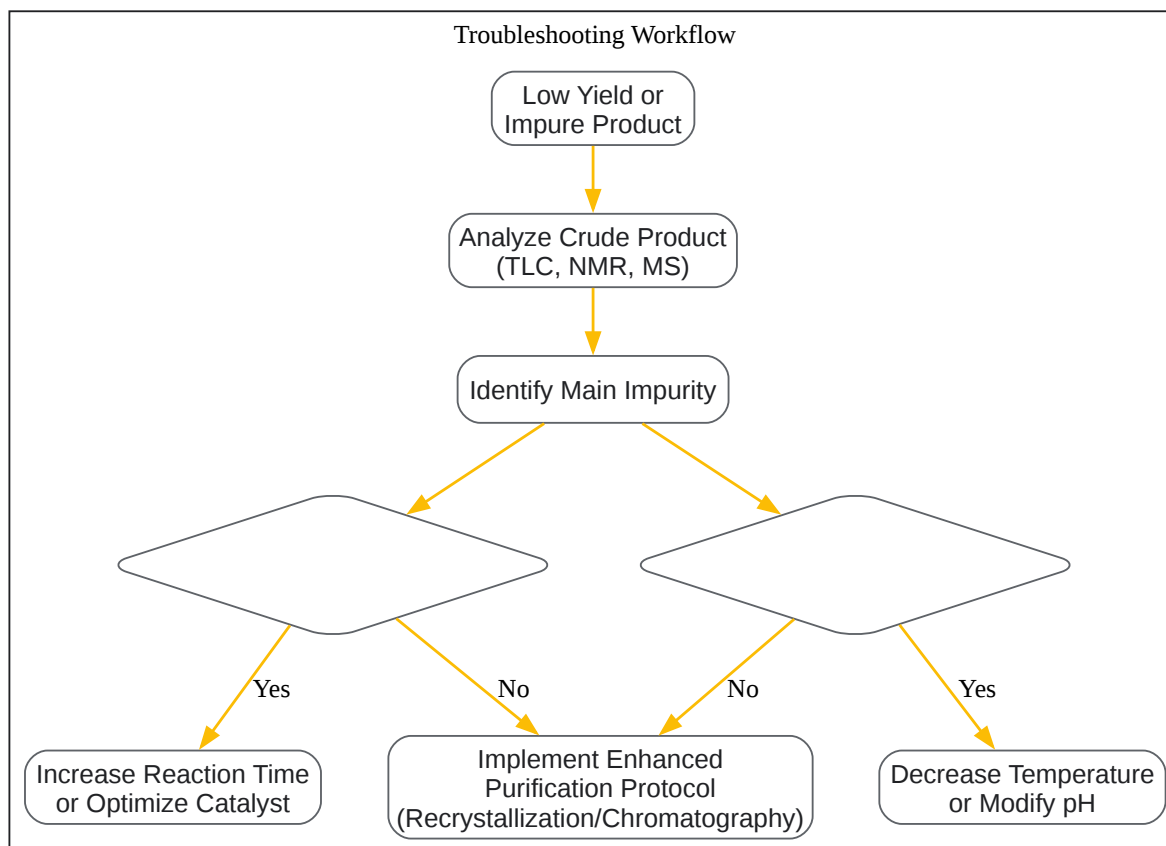 Troubleshooting Workflow
Low Yield or
Impure Product
Analyze Crude Product
(TLC, NMR, MS)
Identify Main Impurity
Yes
No
No
Yes
Increase Reaction Time
or Optimize Catalyst
Implement Enhanced
Purification Protocol
(Recrystallization/Chromatography)
Decrease Temperature
or Modify pH